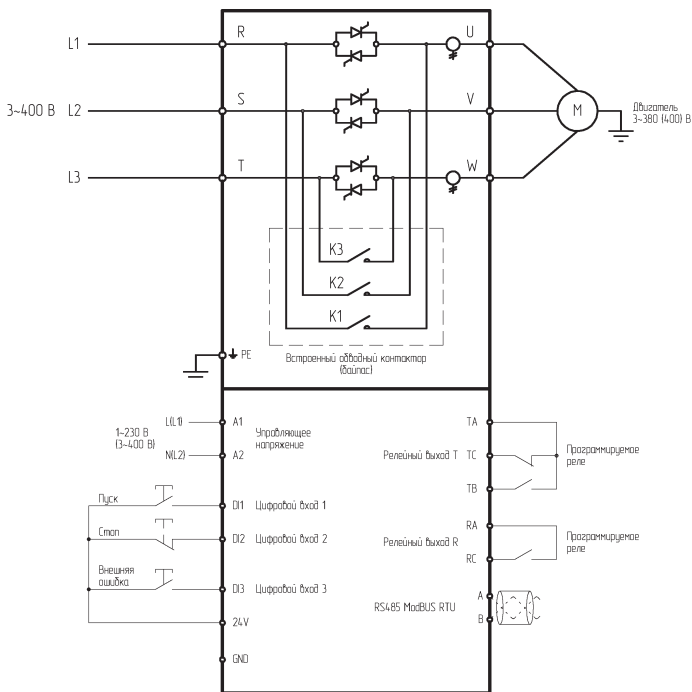 L1
R
U
3~400 В
L2
S
V
M
Двигатель
3~380 (400) В
L3
T
W
K3
K2
K1
PE
Встроенный обводный контактор
(байпас)
L(L1)
A1
1~230 В
(3~400 В)
Управляющее
напряжение
N(L2)
A2
TA
Релейный выход T
TC
Программируемое
реле
TB
Пуск
DI1
Цифровой вход 1
Стоп
DI2
Цифровой вход 2
Внешняя
ошибка
DI3
Цифровой вход 3
24V
GND
RA
Релейный выход R
Программируемое
реле
RC
A
RS485 ModBUS RTU
B